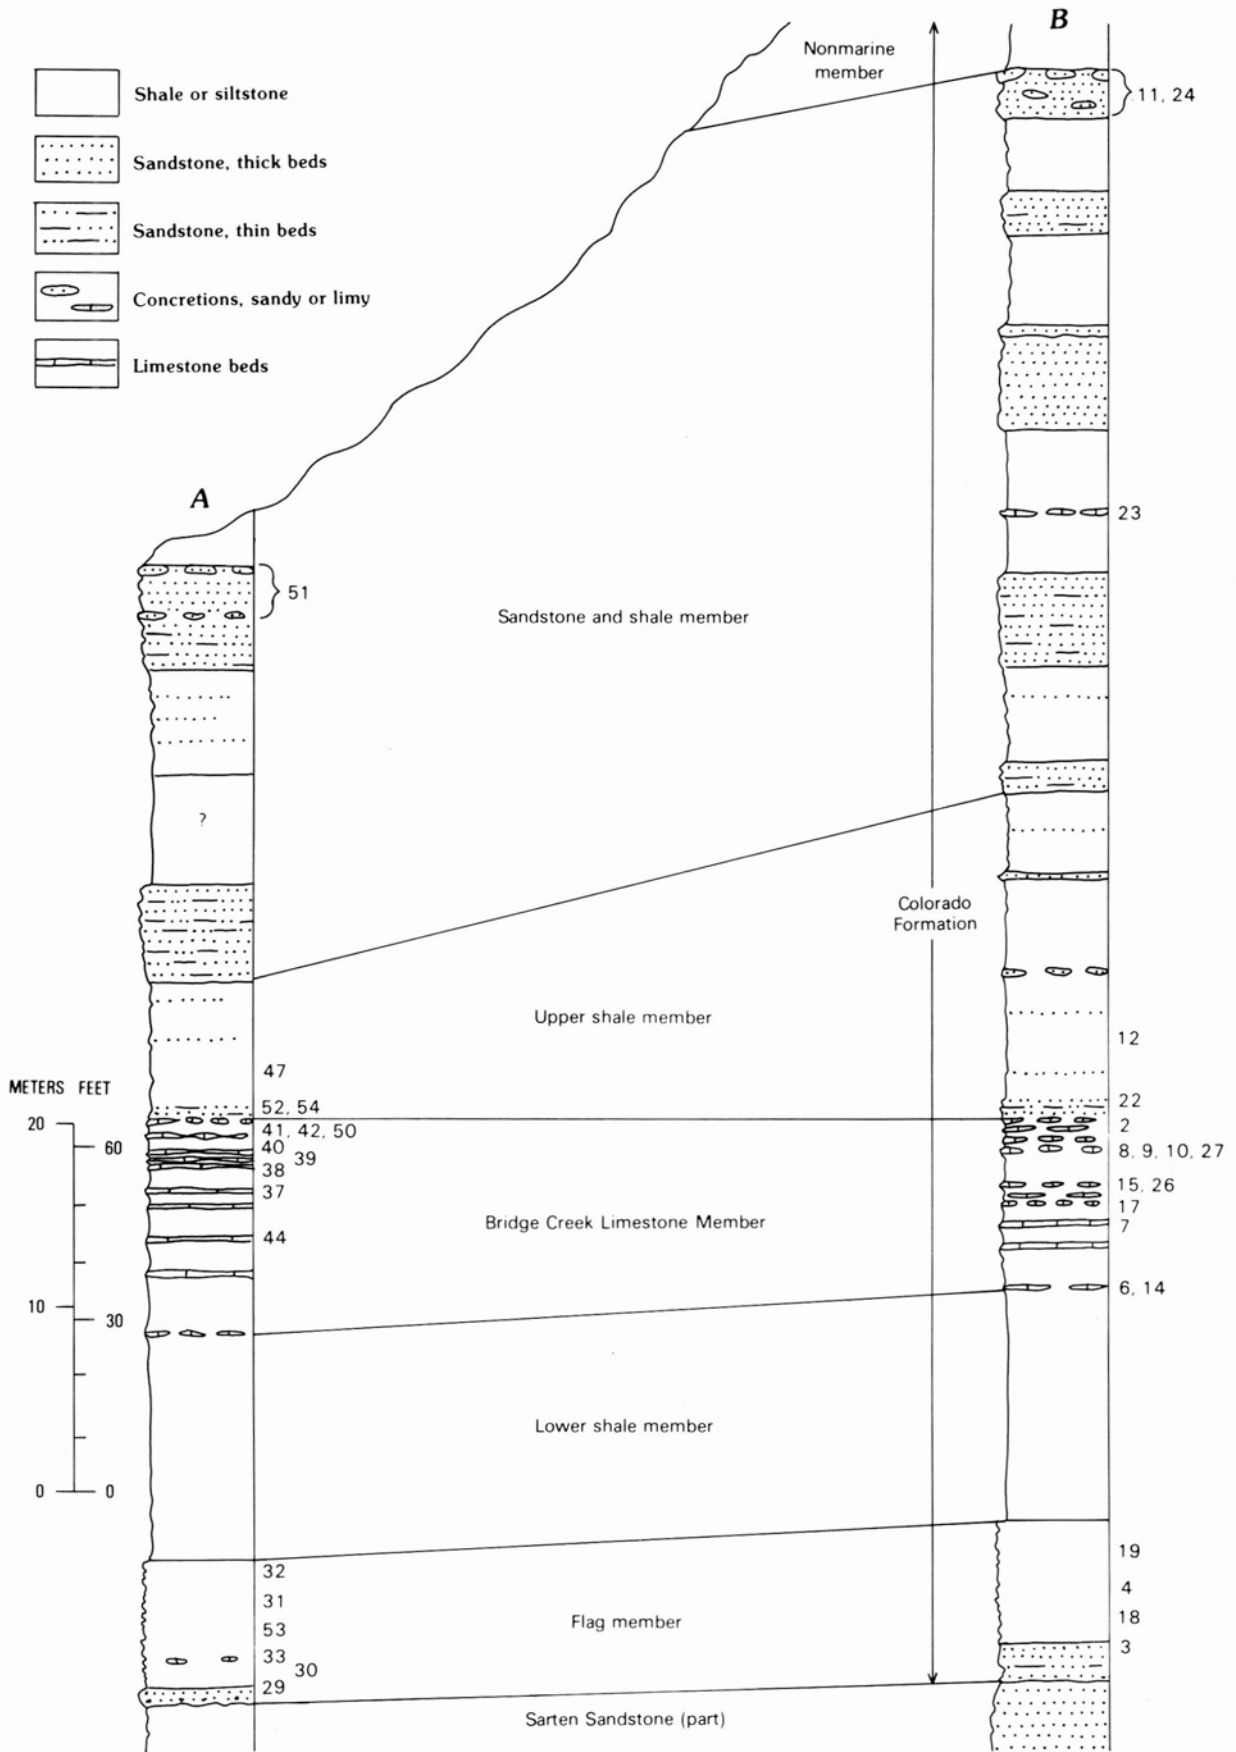 B
Nonmarine
member
Shale or siltstone
11, 24
Sandstone, thick beds
Sandstone, thin beds
Concretions, sandy or limy
Limestone beds
A
23
51
Sandstone and shale member
?
Colorado
Formation
Upper shale member
12
47
METERS FEET
52, 54
22
20
60
41, 42, 50
2
40
39
8, 9, 10, 27
38
37
15, 26
17
Bridge Creek Limestone Member
7
44
6, 14
10
30
Lower shale member
0
0
19
32
4
31
Flag member
18
53
3
33
30
29
Sarten Sandstone (part)